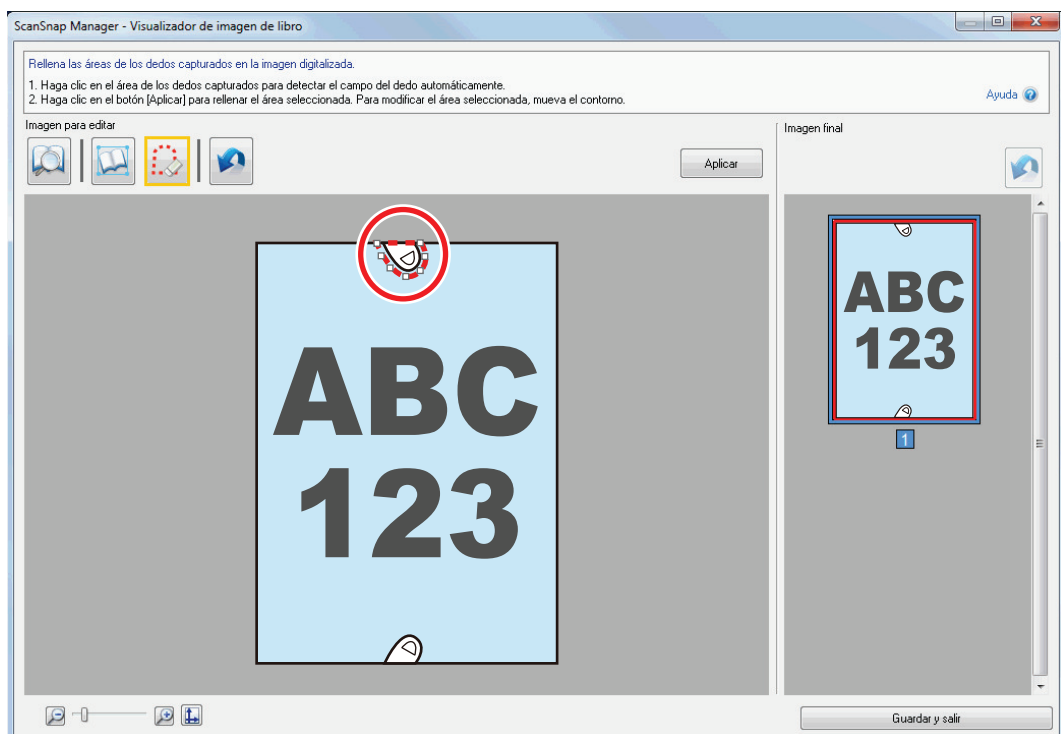 ScanSnap Manager - Visualizador de imagen de libro
Rellena las áreas de los dedos capturados en la imagen digitalizada.
1. Haga clic en el área de los dedos capturados para detectar el campo del dedo automáticamente.
2. Haga clic en el botón [Aplicar] para rellenar el área seleccionada. Para modificar el área seleccionada, mueva el contorno.
Ayuda
Imagen para editar
Aplicar
ABC
123
Imagen final
ABC
123
1
Guardar y salir